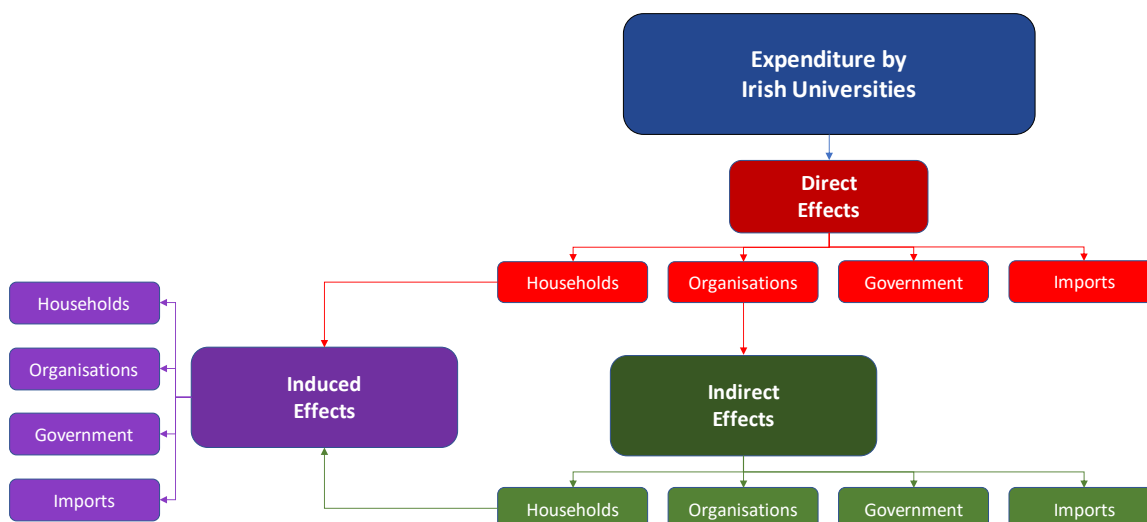 Expenditure by
Irish Universities
Direct
Effects
Households
Organisations
Government
Imports
Households
Organisations
Government
Imports
Induced
Effects
Indirect
Effects
Households
Organisations
Government
Imports